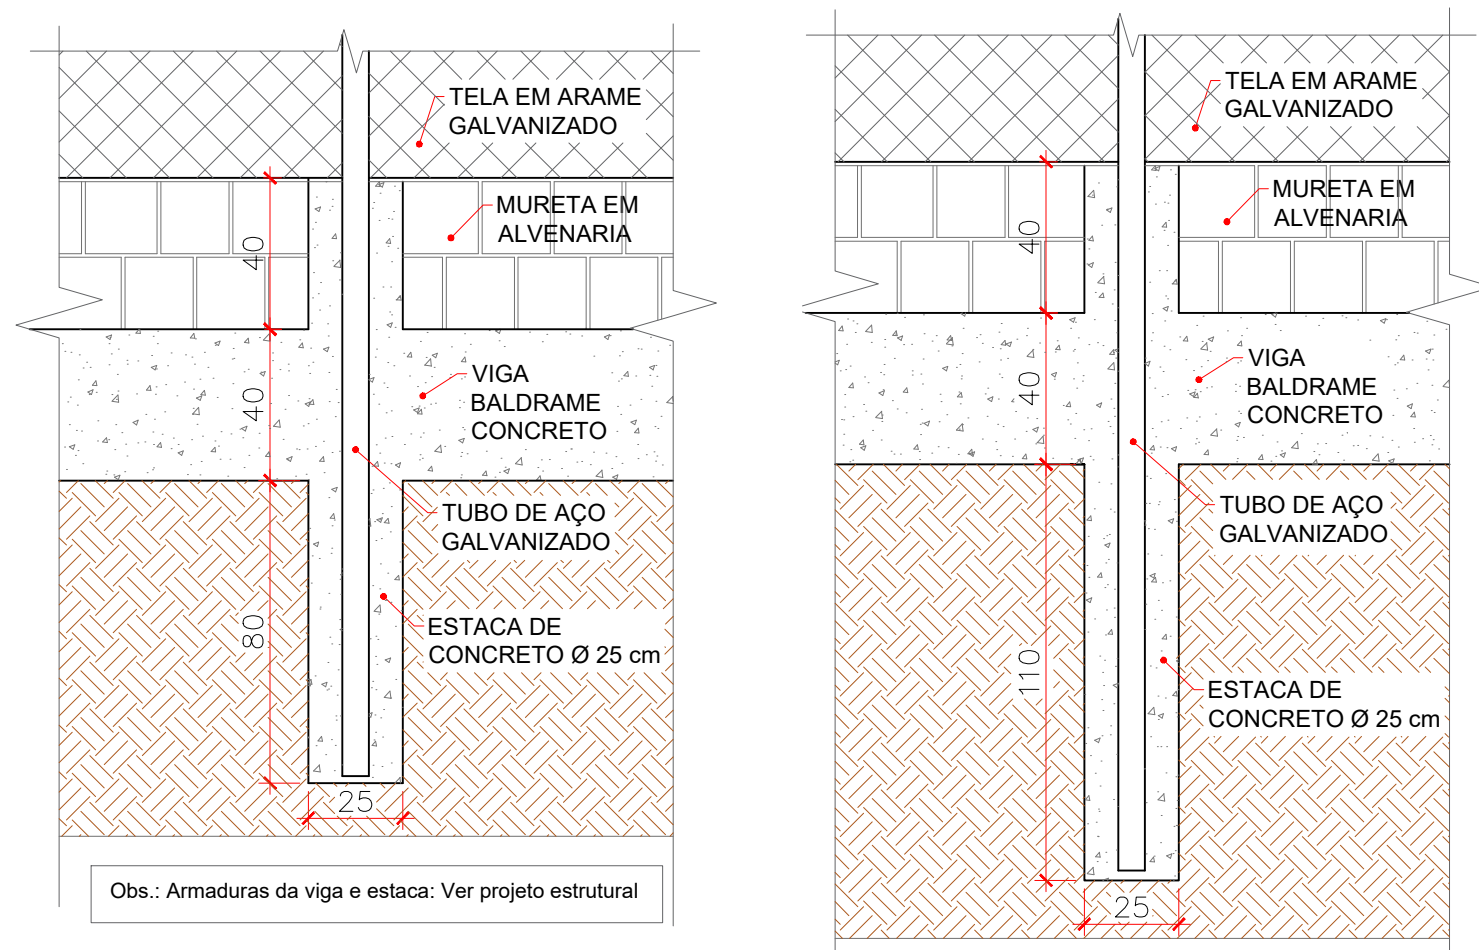 TELA EM ARAME
GALVANIZADO
MURETA EM
ALVENARIA
40
VIGA
BALDRAME
CONCRETO
40
TUBO DE AÇO
GALVANIZADO
ESTACA DE
CONCRETO Ø 25 cm
80
25
Obs.: Armaduras da viga e estaca: Ver projeto estrutural
TELA EM ARAME
GALVANIZADO
MURETA EM
ALVENARIA
40
VIGA
BALDRAME
CONCRETO
40
TUBO DE AÇO
GALVANIZADO
110
ESTACA DE
CONCRETO Ø 25 cm
25